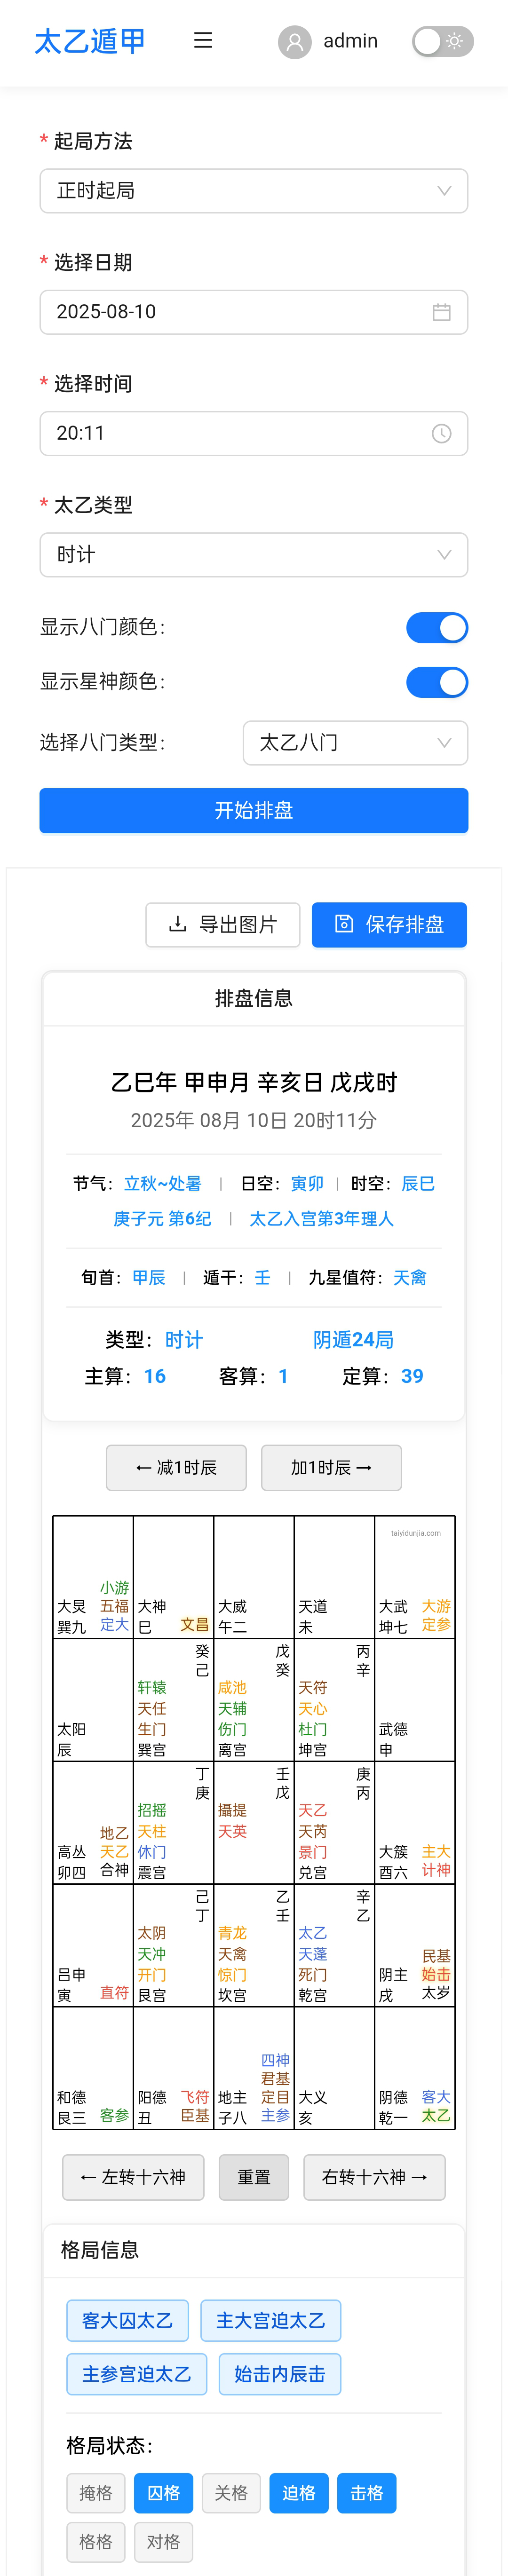 太乙遁甲 admin
* 起局方法
正时起局
* 选择日期
2025-08-10
* 选择时间
20:11
* 太乙类型
时计
显示八门颜色：
显示星神颜色：
选择八门类型： 太乙八门
开始排盘
导出图片 保存排盘
排盘信息
乙巳年 甲申月 辛亥日 戊戌时
2025年 08月 10日 20时11分
节气：立秋~处暑 | 日空：寅卯 | 时空：辰巳
庚子元 第6纪 | 太乙入宫第3年理人
旬首：甲辰 | 遁干：壬 | 九星值符：天禽
类型：时计 阴遁24局
主算：16 客算：1 定算：39
← 减1时辰 加1时辰 →
taiyidunjia.com
小游
大炅 五福 大神 大威 天道 大武 大游
巽九 定大 巳 文昌 午二 未 坤七 定参
癸 戊 丙
己 癸 辛
轩辕 咸池 天符
天任 天辅 天心
太阳 生门 伤门 杜门 武德
辰 巽宫 离宫 坤宫 申
丁 壬 庚
庚 戊 丙
招摇 攝提 天乙
地乙 天柱 天英 天芮
高丛 天乙 休门 景门 大簇 主大
卯四 合神 震宫 兑宫 酉六 计神
己 乙 辛
丁 壬 乙
太阴 青龙 太乙
天冲 天禽 天蓬 民基
吕申 开门 惊门 死门 阴主 始击
寅 直符 艮宫 坎宫 乾宫 戌 太岁
四神
君基
和德 阳德 飞符 地主 定目 大义 阴德 客大
艮三 客参 丑 臣基 子八 主参 亥 乾一 太乙
← 左转十六神 重置 右转十六神 →
格局信息
客大囚太乙 主大宫迫太乙
主参宫迫太乙 始击内辰击
格局状态：
掩格 囚格 关格 迫格 击格
格格 对格